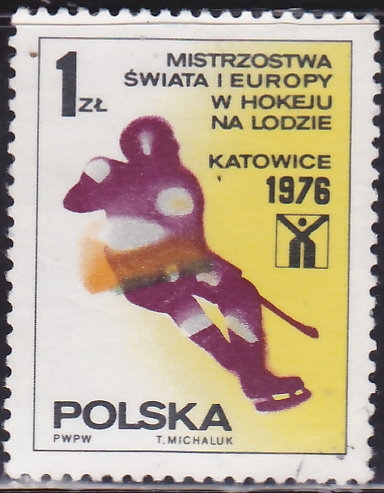 1 ZŁ
MISTRZOSTWA
ŚWIATA I EUROPY
W HOKEJU
NA LODZIE
KATOWICE
1976
POLSKA
PWPW T. MICHALUK